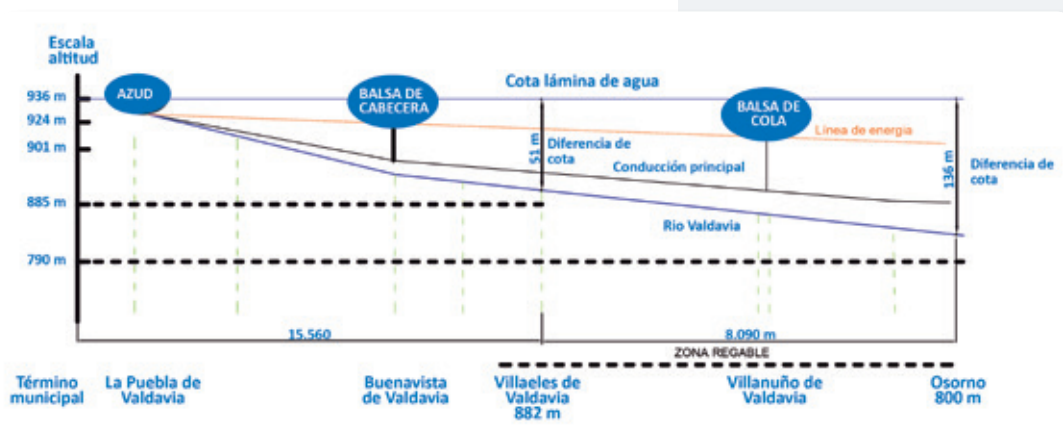 Escala
altitud
936 m
924 m
901 m
885 m
790 m
AZUD
BALSA DE
CABECERA
Cota lámina de agua
BALSA DE
COLA
Línea de energia
51 m
Diferencia de
cota
Conducción principal
136 m
Diferencia de
cota
Río Valdavia
15.560
8.090 m
ZONA REGABLE
Término
municipal
La Puebla de
Valdavia
Buenavista
de Valdavia
Villaeles de
Valdavia
882 m
Villanuño de
Valdavia
Osorno
800 m